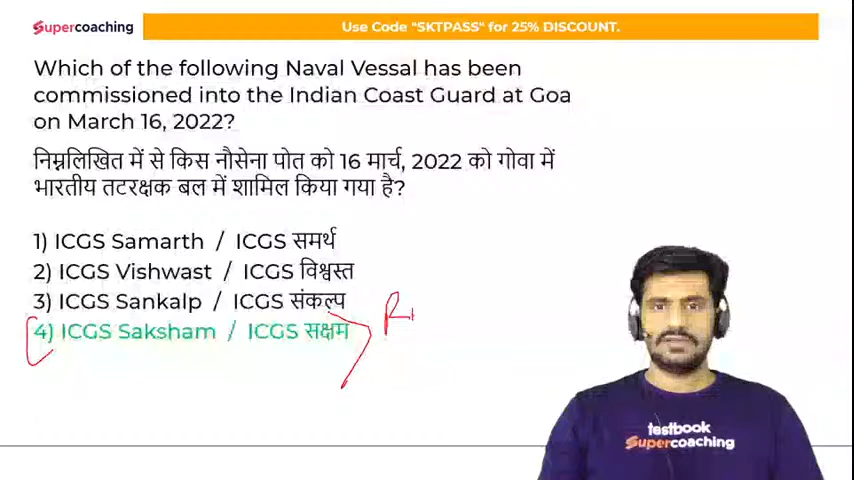 Supercoaching
Use Code "SKTPASS" for 25% DISCOUNT.
Which of the following Naval Vessal has been
commissioned into the Indian Coast Guard at Goa
on March 16, 2022?
निम्नलिखित में से किस नौसेना पोत को 16 मार्च, 2022 को गोवा में
भारतीय तटरक्षक बल में शामिल किया गया है?
1) ICGS Samarth / ICGS समर्थ
2) ICGS Vishwast / ICGS विश्वस्त
3) ICGS Sankalp / ICGS संकल्प
4) ICGS Saksham / ICGS सक्षम
testbook
Supercoaching